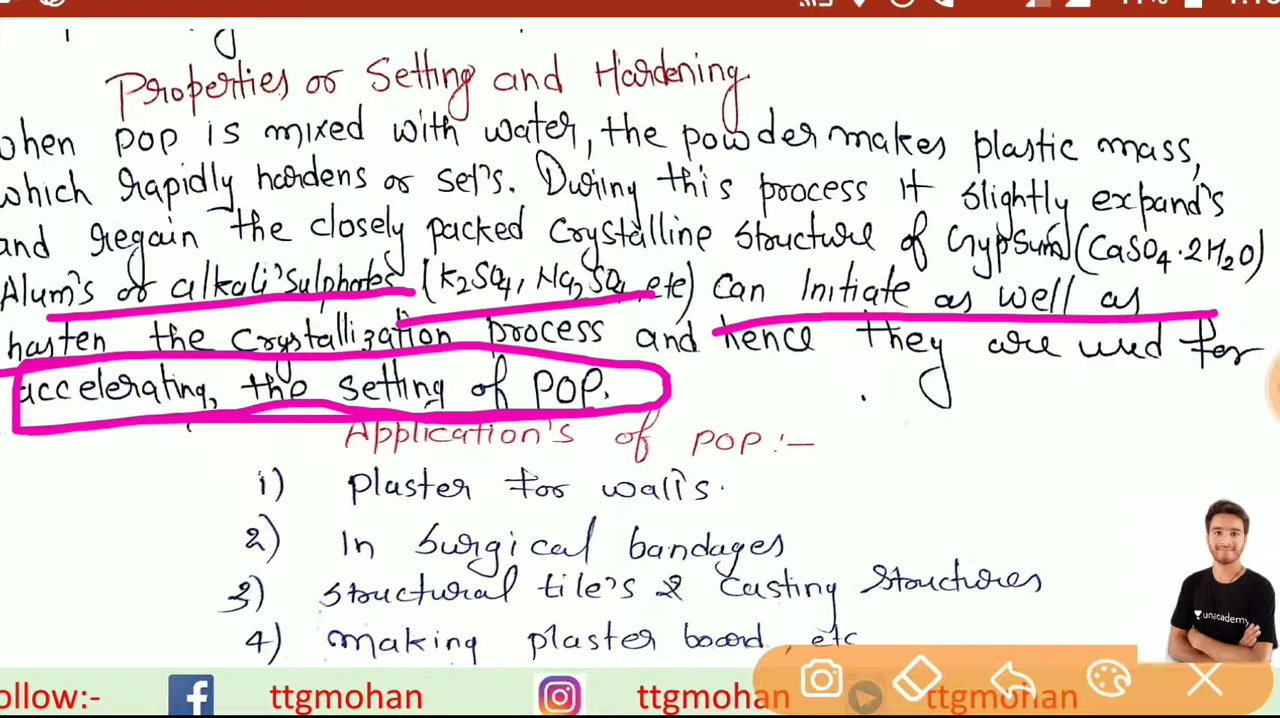 Properties or Setting and Hardening
when POP is mixed with water, the powder makes plastic mass,
which rapidly hardens or set's. During this process it slightly expand's
and regain the closely packed crystalline structure of Gypsum (CaSO4.2H2O)
Alum's or alkali sulphates (K2SO4, Na2SO4 etc) can initiate as well as
hasten the crystallization process and hence they are used for
accelerating, the setting of POP.
Application's of POP:-
1) plaster for walls.
2) In surgical bandages
3) structural tile's & casting structures
4) making plaster board, etc
unacademy
ollow:- ttgmohan ttgmohan ttgmohan